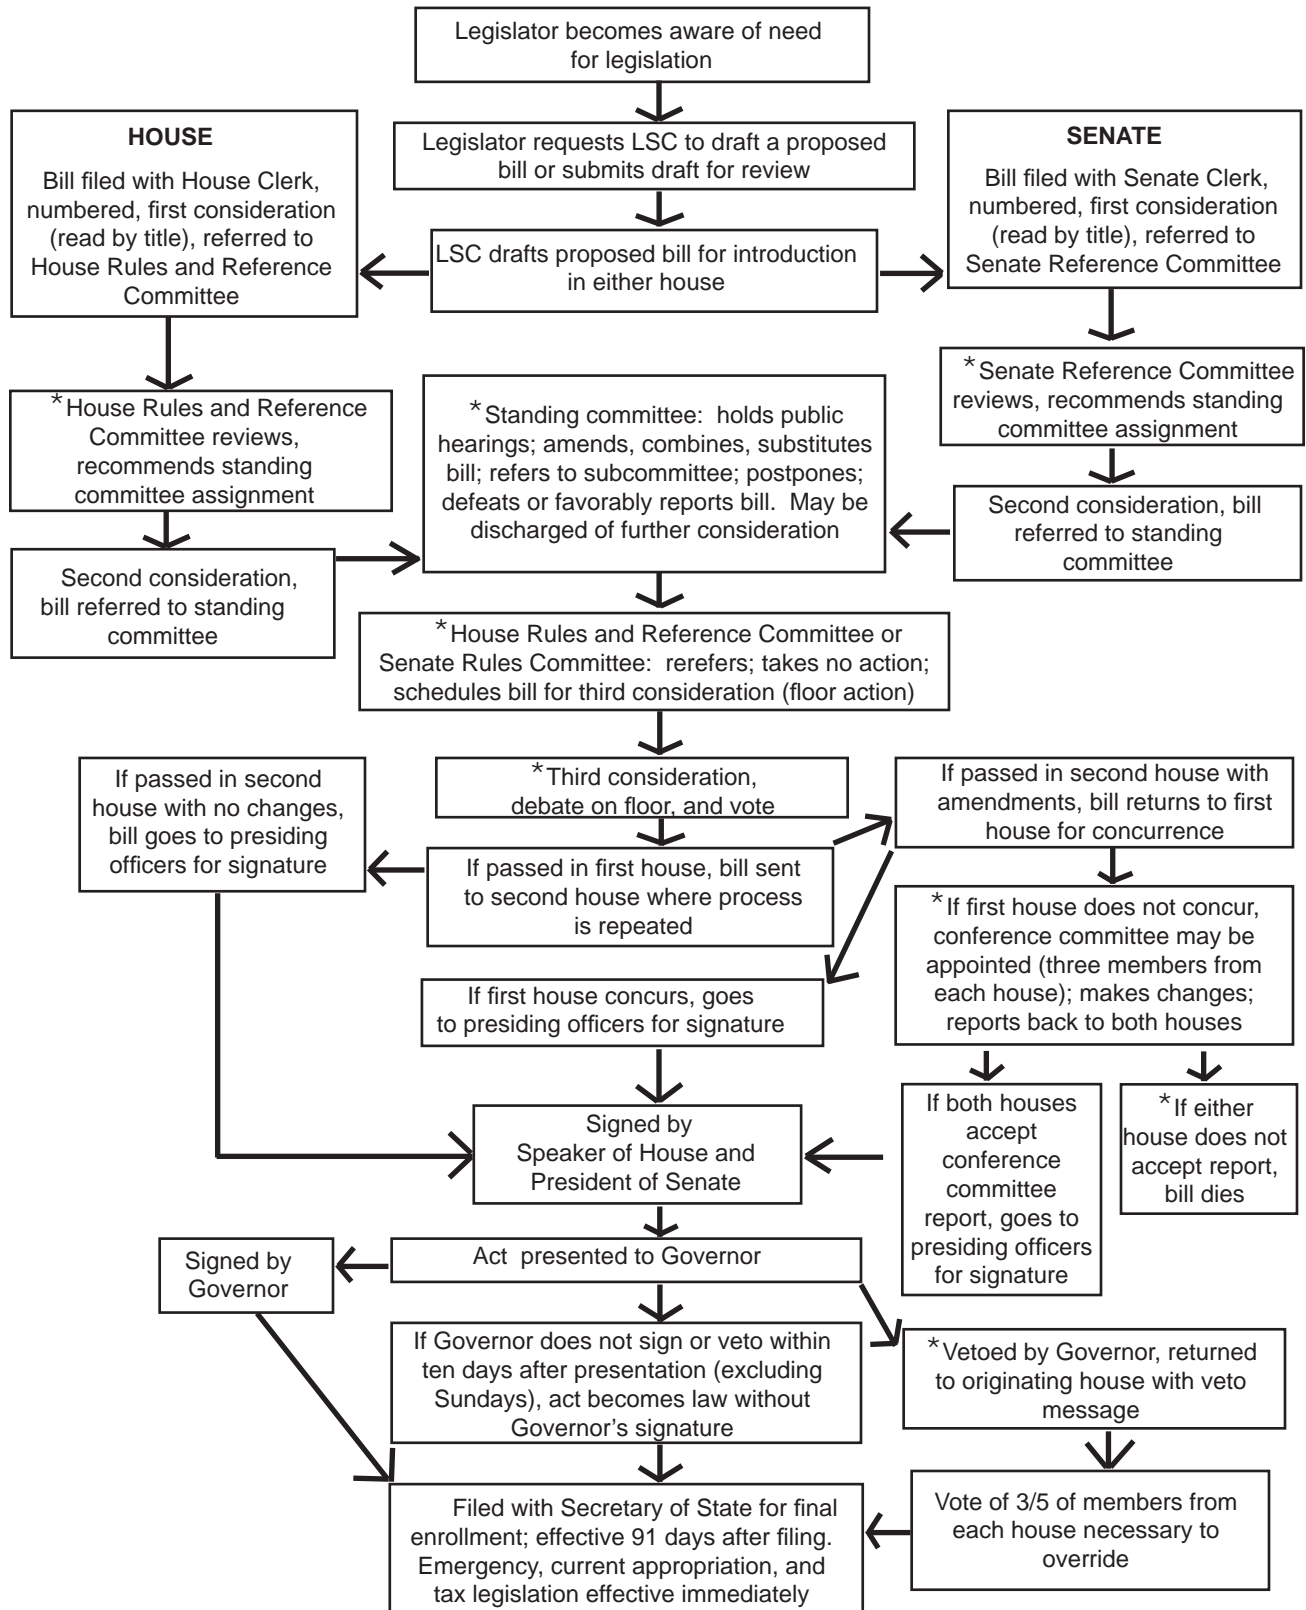 Legislator becomes aware of need
for legislation
HOUSE
Bill filed with House Clerk,
numbered, first consideration
(read by title), referred to
House Rules and Reference
Committee
Legislator requests LSC to draft a proposed
bill or submits draft for review
SENATE
Bill filed with Senate Clerk,
numbered, first consideration
(read by title), referred to
Senate Reference Committee
LSC drafts proposed bill for introduction
in either house
*House Rules and Reference
Committee reviews,
recommends standing
committee assignment
*Standing committee: holds public
hearings; amends, combines, substitutes
bill; refers to subcommittee; postpones;
defeats or favorably reports bill. May be
discharged of further consideration
*Senate Reference Committee
reviews, recommends standing
committee assignment
Second consideration, bill
referred to standing
committee
Second consideration,
bill referred to standing
committee
*House Rules and Reference Committee or
Senate Rules Committee: rerefers; takes no action;
schedules bill for third consideration (floor action)
If passed in second
house with no changes,
bill goes to presiding
officers for signature
*Third consideration,
debate on floor, and vote
If passed in second house with
amendments, bill returns to first
house for concurrence
If passed in first house, bill sent
to second house where process
is repeated
*If first house does not concur,
conference committee may be
appointed (three members from
each house); makes changes;
reports back to both houses
If first house concurs, goes
to presiding officers for signature
Signed by
Speaker of House and
President of Senate
If both houses
accept
conference
committee
report, goes to
presiding officers
for signature
*If either
house does not
accept report,
bill dies
Signed by
Governor
Act presented to Governor
If Governor does not sign or veto within
ten days after presentation (excluding
Sundays), act becomes law without
Governor's signature
*Vetoed by Governor, returned
to originating house with veto
message
Filed with Secretary of State for final
enrollment; effective 91 days after filing.
Emergency, current appropriation, and
tax legislation effective immediately
Vote of 3/5 of members from
each house necessary to
override